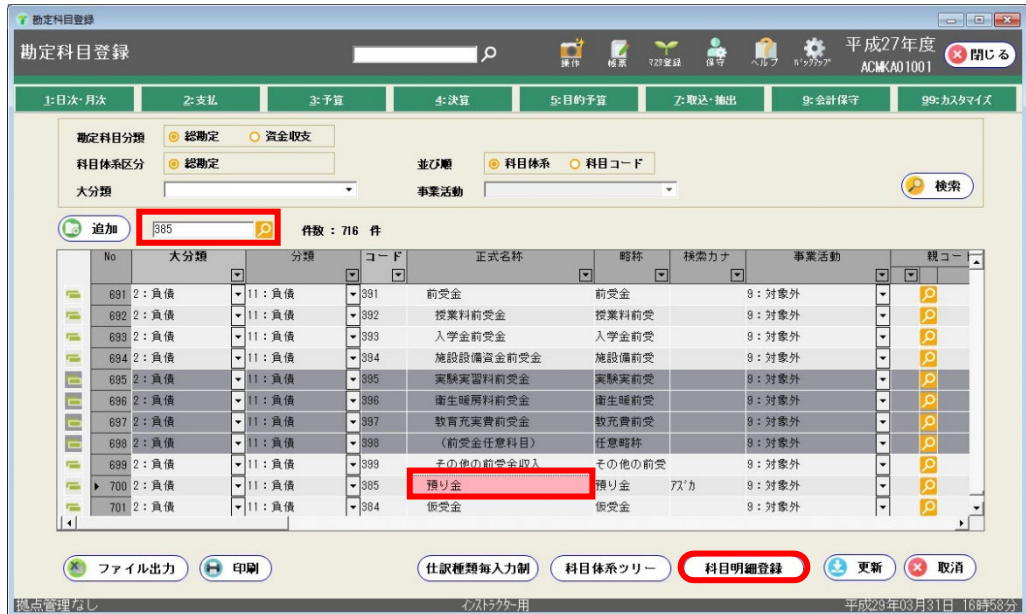 勘定科目登録
勘定科目登録 操作 帳票 ﾏｽﾀ登録 保守 ヘルプ ﾊﾞｯｸｱｯﾌﾟ 平成27年度 ACMKA01001 閉じる
1:日次・月次 2:支払 3:予算 4:決算 5:目的予算 7:取込・抽出 9:会計保守 99:カスタマイズ
勘定科目分類 総勘定 資金収支
科目体系区分 総勘定 並び順 科目体系 科目コード
大分類 事業活動 検索
追加 385 件数 : 716 件
No 大分類 分類 コード 正式名称 略称 検索カナ 事業活動 親コード
691 2:負債 11:負債 391 前受金 前受金 9:対象外
692 2:負債 11:負債 392 授業料前受金 授業料前受 9:対象外
693 2:負債 11:負債 393 入学金前受金 入学金前受 9:対象外
694 2:負債 11:負債 394 施設設備資金前受金 施設設備前受 9:対象外
695 2:負債 11:負債 395 実験実習料前受金 実験実前受 9:対象外
696 2:負債 11:負債 396 衛生暖房料前受金 衛生暖前受 9:対象外
697 2:負債 11:負債 397 教育充実費前受金 教充費前受 9:対象外
698 2:負債 11:負債 398 (前受金任意科目) 任意略称 9:対象外
699 2:負債 11:負債 399 その他の前受金収入 その他の前受 9:対象外
700 2:負債 11:負債 385 預り金 預り金 ｱｽﾞｶ 9:対象外
701 2:負債 11:負債 384 仮受金 仮受金 9:対象外
ファイル出力 印刷 仕訳種類毎入力制 科目体系ツリー 科目明細登録 更新 取消
拠点管理なし ｲﾝｽﾄﾗｸﾀｰ用 平成29年03月31日 16時58分